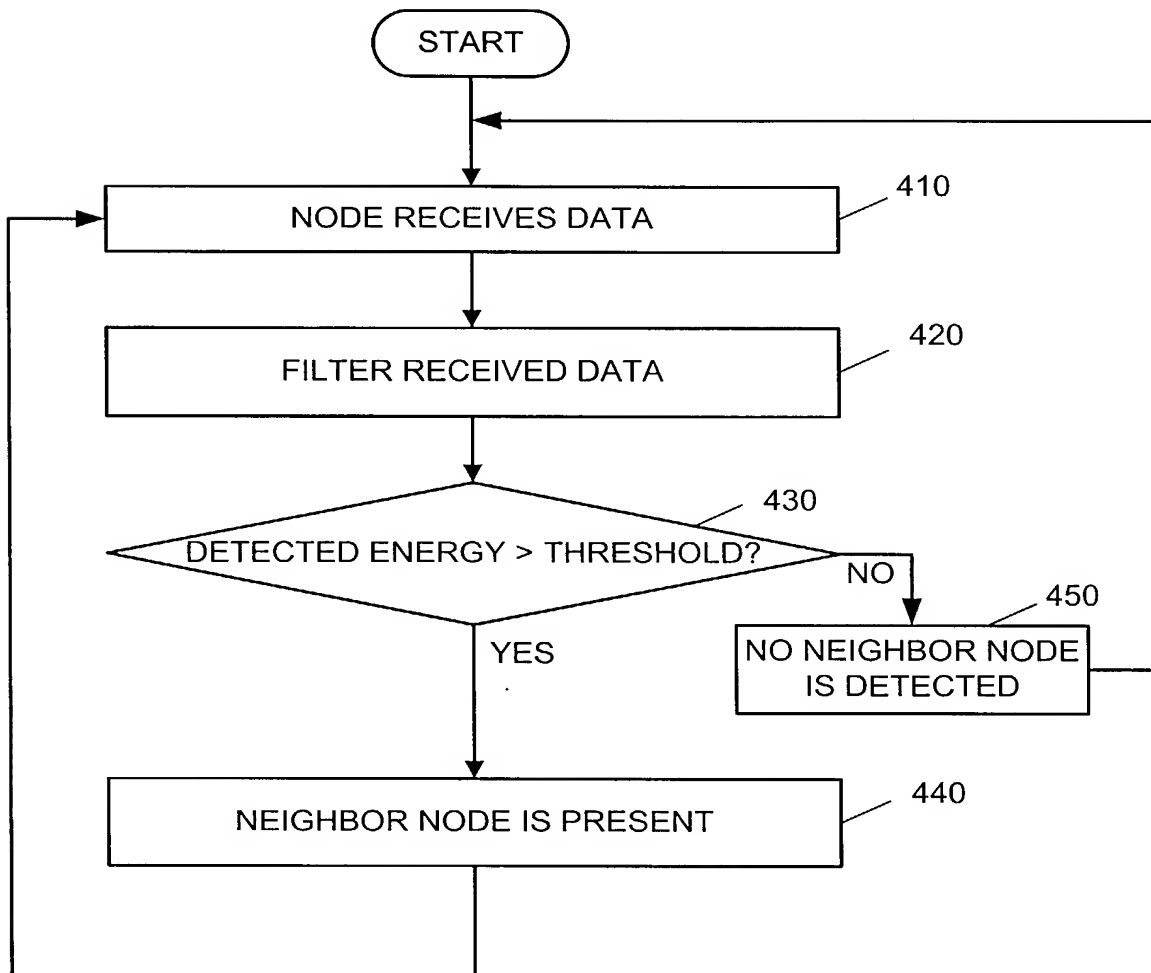 START
410
NODE RECEIVES DATA
420
FILTER RECEIVED DATA
430
DETECTED ENERGY > THRESHOLD?
NO
450
YES
NO NEIGHBOR NODE
IS DETECTED
440
NEIGHBOR NODE IS PRESENT